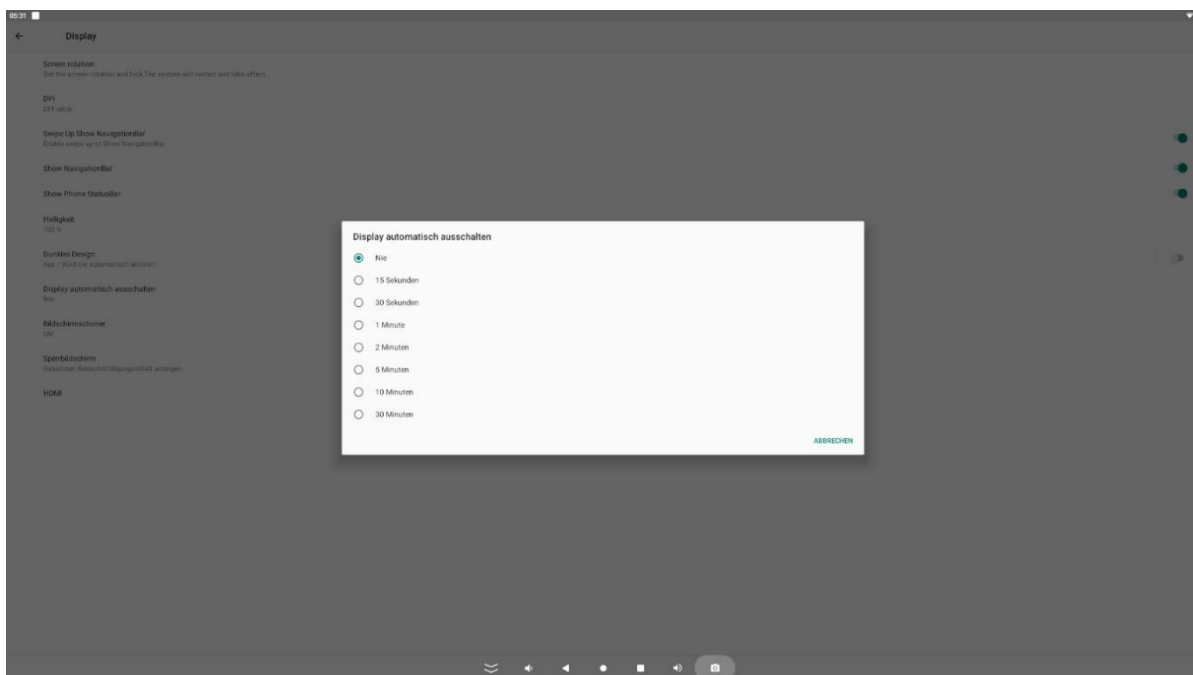 05:31
Display
Screen rotation
Set the screen rotation and lock.The system will restart and take effect.
DPI
DPI value
Swipe Up Show NavigationBar
Enable swipe up to Show NavigationBar
Show NavigationBar
Show Phone StatusBar
Helligkeit
100 %
Dunkles Design
Aus / Wird nie automatisch aktiviert
Display automatisch ausschalten
Nie
Bildschirmschoner
Uhr
Sperrbildschirm
Gesamten Benachrichtigungsinhalt anzeigen
HDMI
Display automatisch ausschalten
Nie
15 Sekunden
30 Sekunden
1 Minute
2 Minuten
5 Minuten
10 Minuten
30 Minuten
ABBRECHEN